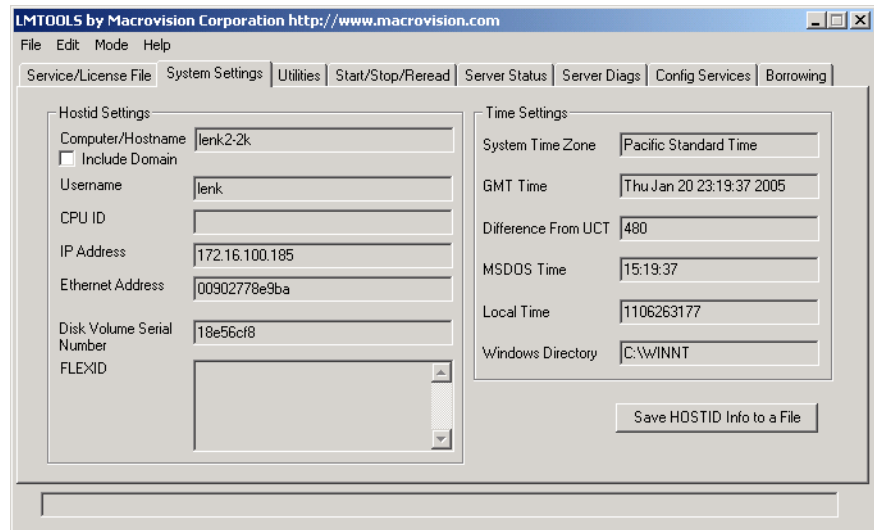 LMTOOLS by Macrovision Corporation http://www.macrovision.com
File Edit Mode Help
Service/License File System Settings Utilities Start/Stop/Reread Server Status Server Diags Config Services Borrowing
Hostid Settings
Computer/Hostname lenk2-2k
Include Domain
Username lenk
CPU ID
IP Address 172.16.100.185
Ethernet Address 00902778e9ba
Disk Volume Serial
Number 18e56cf8
FLEXID
Time Settings
System Time Zone Pacific Standard Time
GMT Time Thu Jan 20 23:19:37 2005
Difference From UCT 480
MSDOS Time 15:19:37
Local Time 1106263177
Windows Directory C:\WINNT
Save HOSTID Info to a File